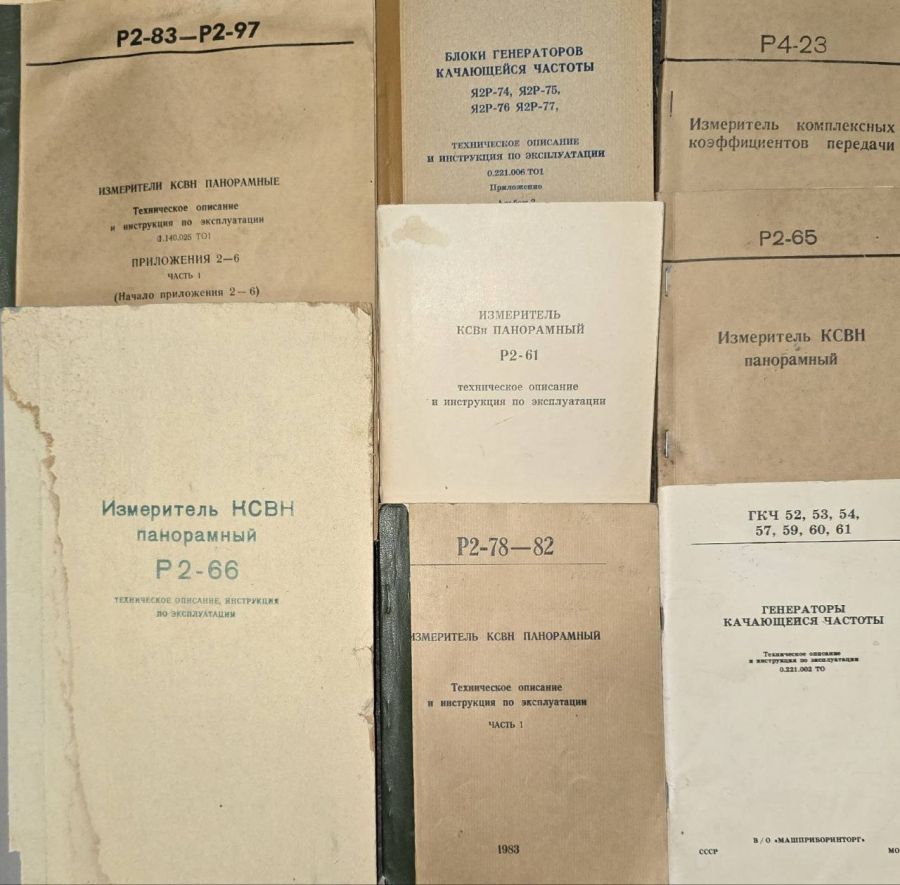 Р2-83—Р2-97
ИЗМЕРИТЕЛИ КСВН ПАНОРАМНЫЕ
Техническое описание
и инструкция по эксплуатации
1.140.025 ТО1
ПРИЛОЖЕНИЯ 2—6
ЧАСТЬ 1
(Начало приложения 2—6)
БЛОКИ ГЕНЕРАТОРОВ
КАЧАЮЩЕЙСЯ ЧАСТОТЫ
Я2Р-74, Я2Р-75,
Я2Р-76 Я2Р-77,
ТЕХНИЧЕСКОЕ ОПИСАНИЕ
И ИНСТРУКЦИЯ ПО ЭКСПЛУАТАЦИИ
0.221.006 ТО1
Приложение
Р4-23
Измеритель комплексных
коэффициентов передачи
ИЗМЕРИТЕЛЬ
КСВн ПАНОРАМНЫЙ
Р2-61
техническое описание
и инструкция по эксплуатации
Р2-65
Измеритель КСВН
панорамный
Измеритель КСВН
панорамный
Р2-66
ТЕХНИЧЕСКОЕ ОПИСАНИЕ, ИНСТРУКЦИЯ
ПО ЭКСПЛУАТАЦИИ
Р2-78—82
ИЗМЕРИТЕЛЬ КСВН ПАНОРАМНЫЙ
Техническое описание
и инструкция по эксплуатации
ЧАСТЬ 1
1983
ГКЧ 52, 53, 54,
57, 59, 60, 61
ГЕНЕРАТОРЫ
КАЧАЮЩЕЙСЯ ЧАСТОТЫ
Техническое описание
и инструкция по эксплуатации
0.221.002 ТО
В/О «МАШПРИБОРИНТОРГ»
СССР МО